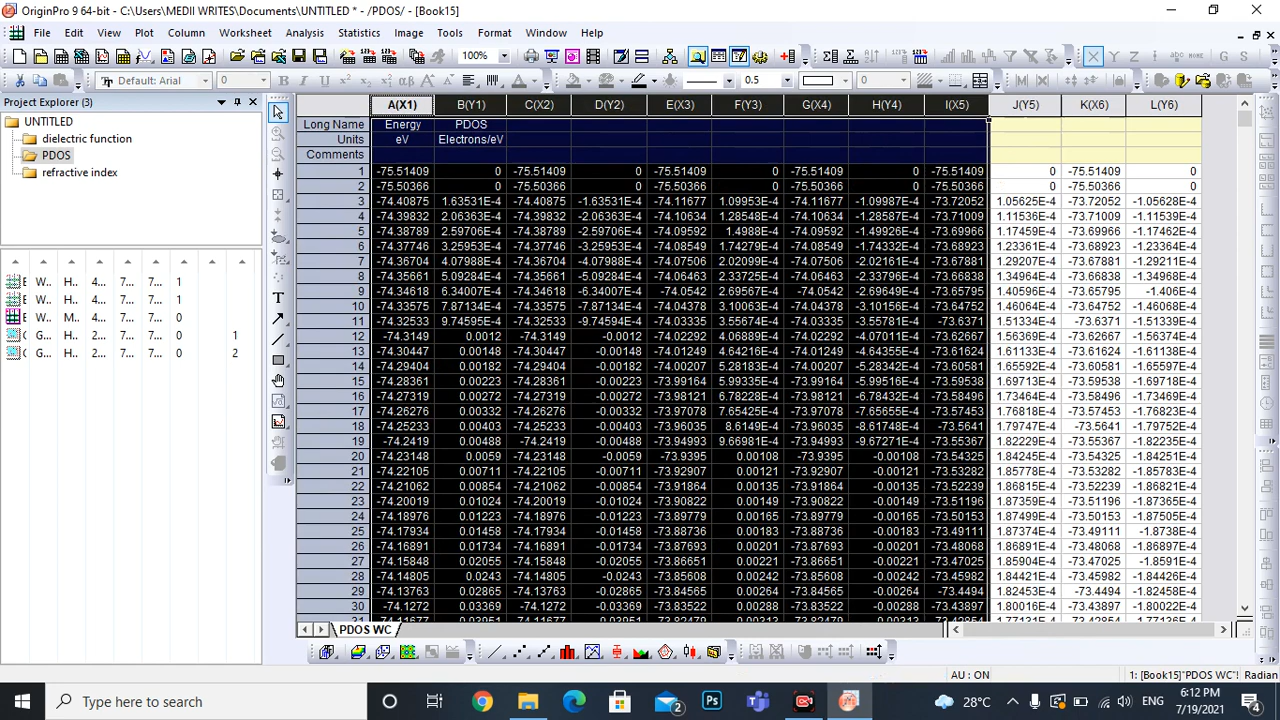 OriginPro 9 64-bit - C:\Users\MEDII WRITES\Documents\UNTITLED * - /PDOS/ - [Book15]
File Edit View Plot Column Worksheet Analysis Statistics Image Tools Format Window Help
100%
Default: Arial 0 B I U 0.5 0
Project Explorer (3)
UNTITLED
dielectric function
PDOS
refractive index
W.. H.. 4... 7... 7... 1
W.. H.. 4... 7... 7... 1
W.. M.. 4... 7... 7... 0
G.. H.. 2... 7... 7... 0 1
G.. H.. 2... 7... 7... 0 2
A(X1) B(Y1) C(X2) D(Y2) E(X3) F(Y3) G(X4) H(Y4) I(X5) J(Y5) K(X6) L(Y6)
Long Name Energy PDOS
Units eV Electrons/eV
Comments
1 -75.51409 0 -75.51409 0 -75.51409 0 -75.51409 0 -75.51409 0 -75.51409 0
2 -75.50366 0 -75.50366 0 -75.50366 0 -75.50366 0 -75.50366 0 -75.50366 0
3 -74.40875 1.63531E-4 -74.40875 -1.63531E-4 -74.11677 1.09953E-4 -74.11677 -1.09987E-4 -73.72052 1.05625E-4 -73.72052 -1.05628E-4
4 -74.39832 2.06363E-4 -74.39832 -2.06363E-4 -74.10634 1.28548E-4 -74.10634 -1.28587E-4 -73.71009 1.11536E-4 -73.71009 -1.11539E-4
5 -74.38789 2.59706E-4 -74.38789 -2.59706E-4 -74.09592 1.4988E-4 -74.09592 -1.49926E-4 -73.69966 1.17459E-4 -73.69966 -1.17462E-4
6 -74.37746 3.25953E-4 -74.37746 -3.25953E-4 -74.08549 1.74279E-4 -74.08549 -1.74332E-4 -73.68923 1.23361E-4 -73.68923 -1.23364E-4
7 -74.36704 4.07988E-4 -74.36704 -4.07988E-4 -74.07506 2.02099E-4 -74.07506 -2.02161E-4 -73.67881 1.29207E-4 -73.67881 -1.29211E-4
8 -74.35661 5.09284E-4 -74.35661 -5.09284E-4 -74.06463 2.33725E-4 -74.06463 -2.33796E-4 -73.66838 1.34964E-4 -73.66838 -1.34968E-4
9 -74.34618 6.34007E-4 -74.34618 -6.34007E-4 -74.0542 2.69567E-4 -74.0542 -2.69649E-4 -73.65795 1.40596E-4 -73.65795 -1.406E-4
10 -74.33575 7.87134E-4 -74.33575 -7.87134E-4 -74.04378 3.10063E-4 -74.04378 -3.10156E-4 -73.64752 1.46064E-4 -73.64752 -1.46068E-4
11 -74.32533 9.74595E-4 -74.32533 -9.74594E-4 -74.03335 3.55674E-4 -74.03335 -3.55781E-4 -73.6371 1.51334E-4 -73.6371 -1.51339E-4
12 -74.3149 0.0012 -74.3149 -0.0012 -74.02292 4.06889E-4 -74.02292 -4.07011E-4 -73.62667 1.56369E-4 -73.62667 -1.56374E-4
13 -74.30447 0.00148 -74.30447 -0.00148 -74.01249 4.64216E-4 -74.01249 -4.64355E-4 -73.61624 1.61133E-4 -73.61624 -1.61138E-4
14 -74.29404 0.00182 -74.29404 -0.00182 -74.00207 5.28183E-4 -74.00207 -5.28342E-4 -73.60581 1.65592E-4 -73.60581 -1.65597E-4
15 -74.28361 0.00223 -74.28361 -0.00223 -73.99164 5.99335E-4 -73.99164 -5.99516E-4 -73.59538 1.69713E-4 -73.59538 -1.69718E-4
16 -74.27319 0.00272 -74.27319 -0.00272 -73.98121 6.78228E-4 -73.98121 -6.78432E-4 -73.58496 1.73464E-4 -73.58496 -1.73469E-4
17 -74.26276 0.00332 -74.26276 -0.00332 -73.97078 7.65425E-4 -73.97078 -7.65655E-4 -73.57453 1.76818E-4 -73.57453 -1.76823E-4
18 -74.25233 0.00403 -74.25233 -0.00403 -73.96035 8.6149E-4 -73.96035 -8.61748E-4 -73.5641 1.79747E-4 -73.5641 -1.79752E-4
19 -74.2419 0.00488 -74.2419 -0.00488 -73.94993 9.66981E-4 -73.94993 -9.67271E-4 -73.55367 1.82229E-4 -73.55367 -1.82235E-4
20 -74.23148 0.0059 -74.23148 -0.0059 -73.9395 0.00108 -73.9395 -0.00108 -73.54325 1.84245E-4 -73.54325 -1.84251E-4
21 -74.22105 0.00711 -74.22105 -0.00711 -73.92907 0.00121 -73.92907 -0.00121 -73.53282 1.85778E-4 -73.53282 -1.85783E-4
22 -74.21062 0.00854 -74.21062 -0.00854 -73.91864 0.00135 -73.91864 -0.00135 -73.52239 1.86815E-4 -73.52239 -1.86821E-4
23 -74.20019 0.01024 -74.20019 -0.01024 -73.90822 0.00149 -73.90822 -0.00149 -73.51196 1.87359E-4 -73.51196 -1.87365E-4
24 -74.18976 0.01223 -74.18976 -0.01223 -73.89779 0.00165 -73.89779 -0.00165 -73.50153 1.87499E-4 -73.50153 -1.87505E-4
25 -74.17934 0.01458 -74.17934 -0.01458 -73.88736 0.00183 -73.88736 -0.00183 -73.49111 1.87374E-4 -73.49111 -1.8738E-4
26 -74.16891 0.01734 -74.16891 -0.01734 -73.87693 0.00201 -73.87693 -0.00201 -73.48068 1.86891E-4 -73.48068 -1.86897E-4
27 -74.15848 0.02055 -74.15848 -0.02055 -73.86651 0.00221 -73.86651 -0.00221 -73.47025 1.85904E-4 -73.47025 -1.8591E-4
28 -74.14805 0.0243 -74.14805 -0.0243 -73.85608 0.00242 -73.85608 -0.00242 -73.45982 1.84421E-4 -73.45982 -1.84426E-4
29 -74.13763 0.02865 -74.13763 -0.02865 -73.84565 0.00264 -73.84565 -0.00264 -73.4494 1.82453E-4 -73.4494 -1.82458E-4
30 -74.1272 0.03369 -74.1272 -0.03369 -73.83522 0.00288 -73.83522 -0.00288 -73.43897 1.80016E-4 -73.43897 -1.80022E-4
PDOS WC
AU : ON 1: [Book15]"PDOS WC"! Radian
Type here to search
28°C ENG 6:12 PM 7/19/2021